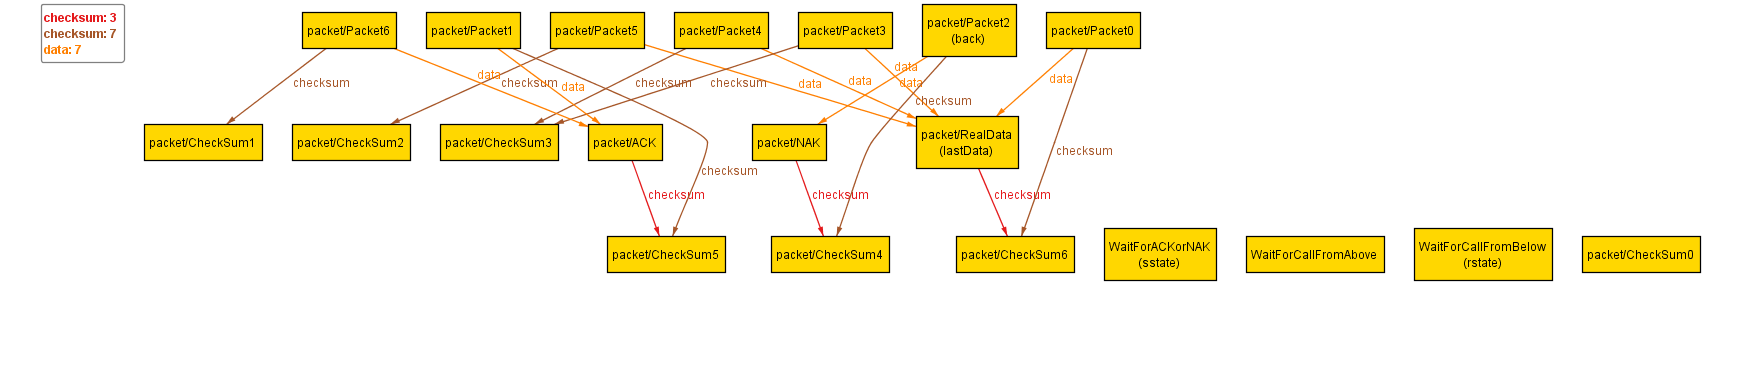 checksum: 3
checksum: 7
data: 7
packet/Packet6
packet/Packet1
packet/Packet5
packet/Packet4
packet/Packet3
packet/Packet2
(back)
packet/Packet0
checksum
data
checksum
data
checksum
checksum
data
data
data
data
checksum
data
packet/CheckSum1
packet/CheckSum2
packet/CheckSum3
packet/ACK
packet/NAK
packet/RealData
(lastData)
checksum
checksum
checksum
checksum
checksum
packet/CheckSum5
packet/CheckSum4
packet/CheckSum6
WaitForACKorNAK
(sstate)
WaitForCallFromAbove
WaitForCallFromBelow
(rstate)
packet/CheckSum0